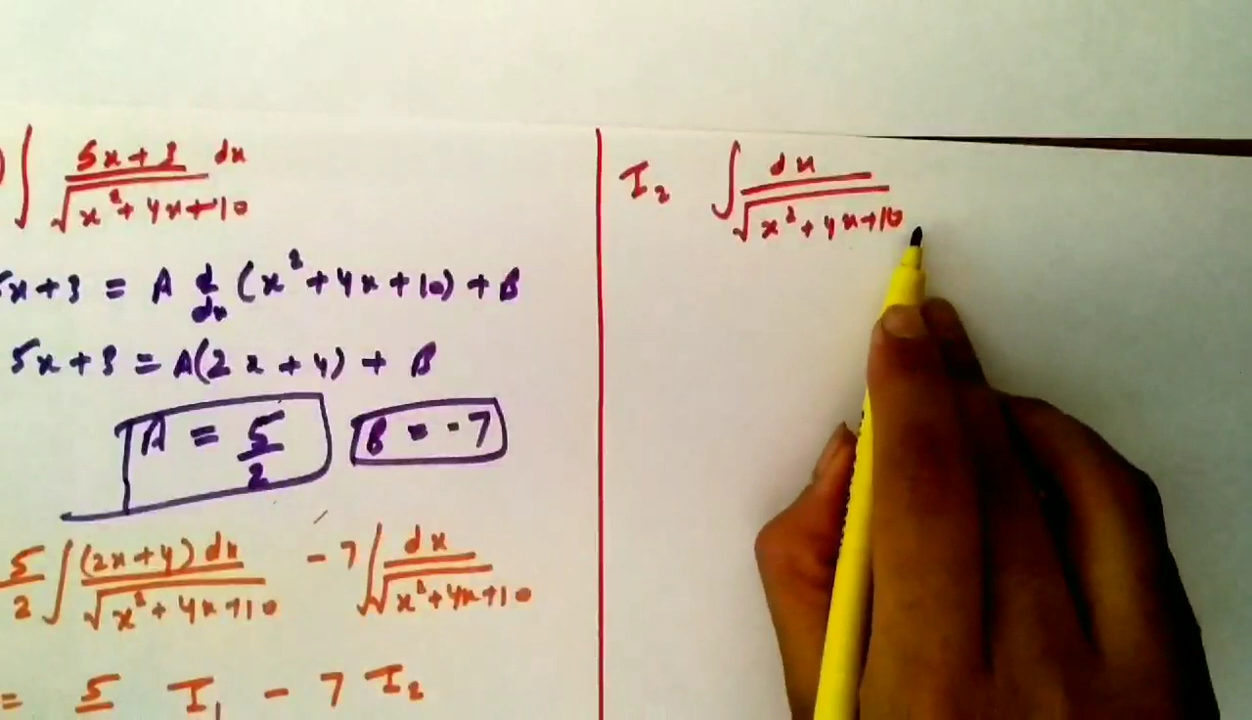 ) ∫ (5x+3)/√(x²+4x+10) dx
5x+3 = A d/dx (x²+4x+10) + B
5x+3 = A(2x+4) + B
A = 5/2 B = -7
5/2 ∫ (2x+4) dx/√(x²+4x+10) -7 ∫ dx/√(x²+4x+10)
= 5 I₁ - 7 I₂
I₂ ∫ dx/√(x²+4x+10)